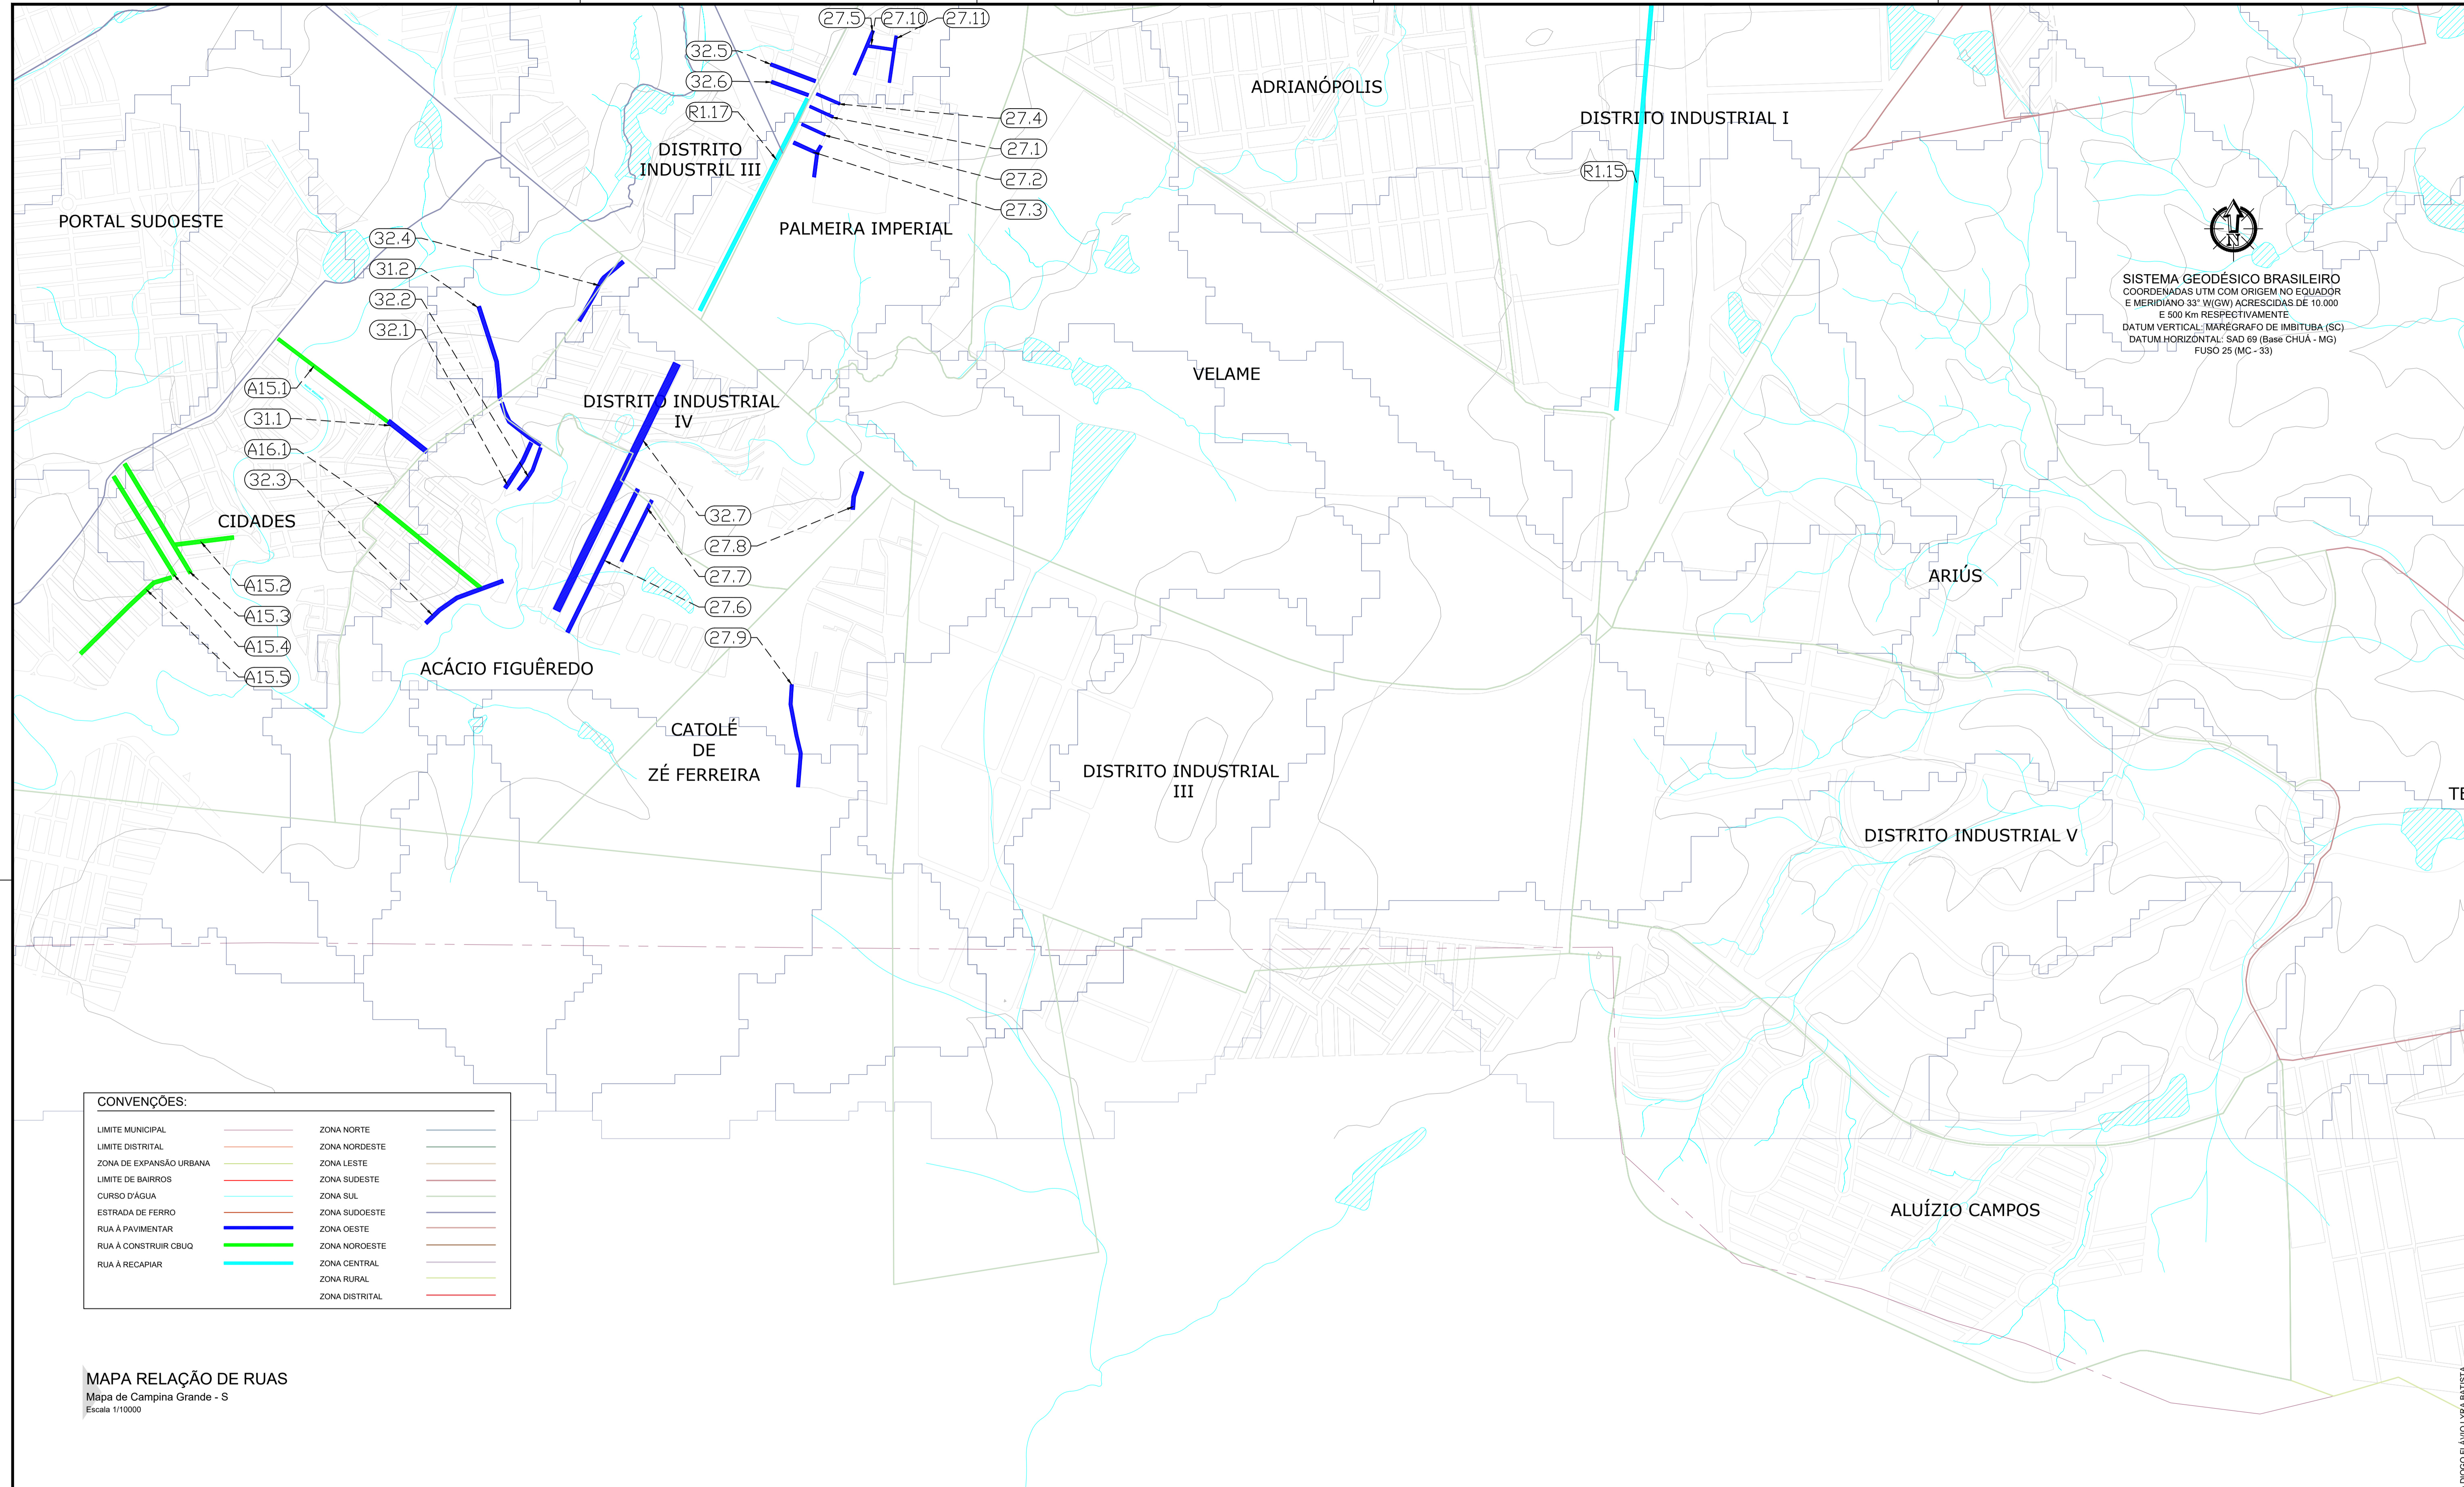 27.5
27.10
27.11
32.5
32.6
R1.17
ADRIANÓPOLIS
27.4
DISTRITO INDUSTRIAL I
27.1
DISTRITO
INDUSTRIL III
R1.15
27.2
27.3
PORTAL SUDOESTE
PALMEIRA IMPERIAL
32.4
31.2
32.2
32.1
N
SISTEMA GEODÉSICO BRASILEIRO
COORDENADAS UTM COM ORIGEM NO EQUADOR
E MERIDIANO 33° W(GW) ACRESCIDAS DE 10.000
E 500 Km RESPECTIVAMENTE
DATUM VERTICAL: MARÉGRAFO DE IMBITUBA (SC)
DATUM HORIZONTAL: SAD 69 (Base CHUÁ - MG)
FUSO 25 (MC - 33)
VELAME
A15.1
31.1
A16.1
32.3
DISTRITO INDUSTRIAL
IV
CIDADES
32.7
27.8
27.7
27.6
27.9
A15.2
A15.3
A15.4
A15.5
ARIÚS
ACÁCIO FIGUÊREDO
CATOLÉ
DE
ZÉ FERREIRA
DISTRITO INDUSTRIAL
III
TE
DISTRITO INDUSTRIAL V
ALUÍZIO CAMPOS
CONVENÇÕES:
LIMITE MUNICIPAL
LIMITE DISTRITAL
ZONA DE EXPANSÃO URBANA
LIMITE DE BAIRROS
CURSO D'ÁGUA
ESTRADA DE FERRO
RUA À PAVIMENTAR
RUA À CONSTRUIR CBUQ
RUA À RECAPIAR
ZONA NORTE
ZONA NORDESTE
ZONA LESTE
ZONA SUDESTE
ZONA SUL
ZONA SUDOESTE
ZONA OESTE
ZONA NOROESTE
ZONA CENTRAL
ZONA RURAL
ZONA DISTRITAL
MAPA RELAÇÃO DE RUAS
Mapa de Campina Grande - S
Escala 1/10000
DIOGO FLÁVIO LYRA BATISTA